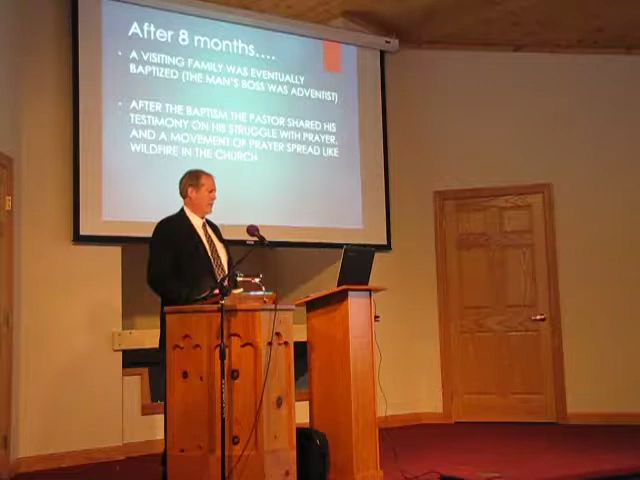 After 8 months....
• A VISITING FAMILY WAS EVENTUALLY
BAPTIZED (THE MAN'S BOSS WAS ADVENTIST)
• AFTER THE BAPTISM THE PASTOR SHARED HIS
TESTIMONY ON HIS STRUGGLE WITH PRAYER,
AND A MOVEMENT OF PRAYER SPREAD LIKE
WILDFIRE IN THE CHURCH